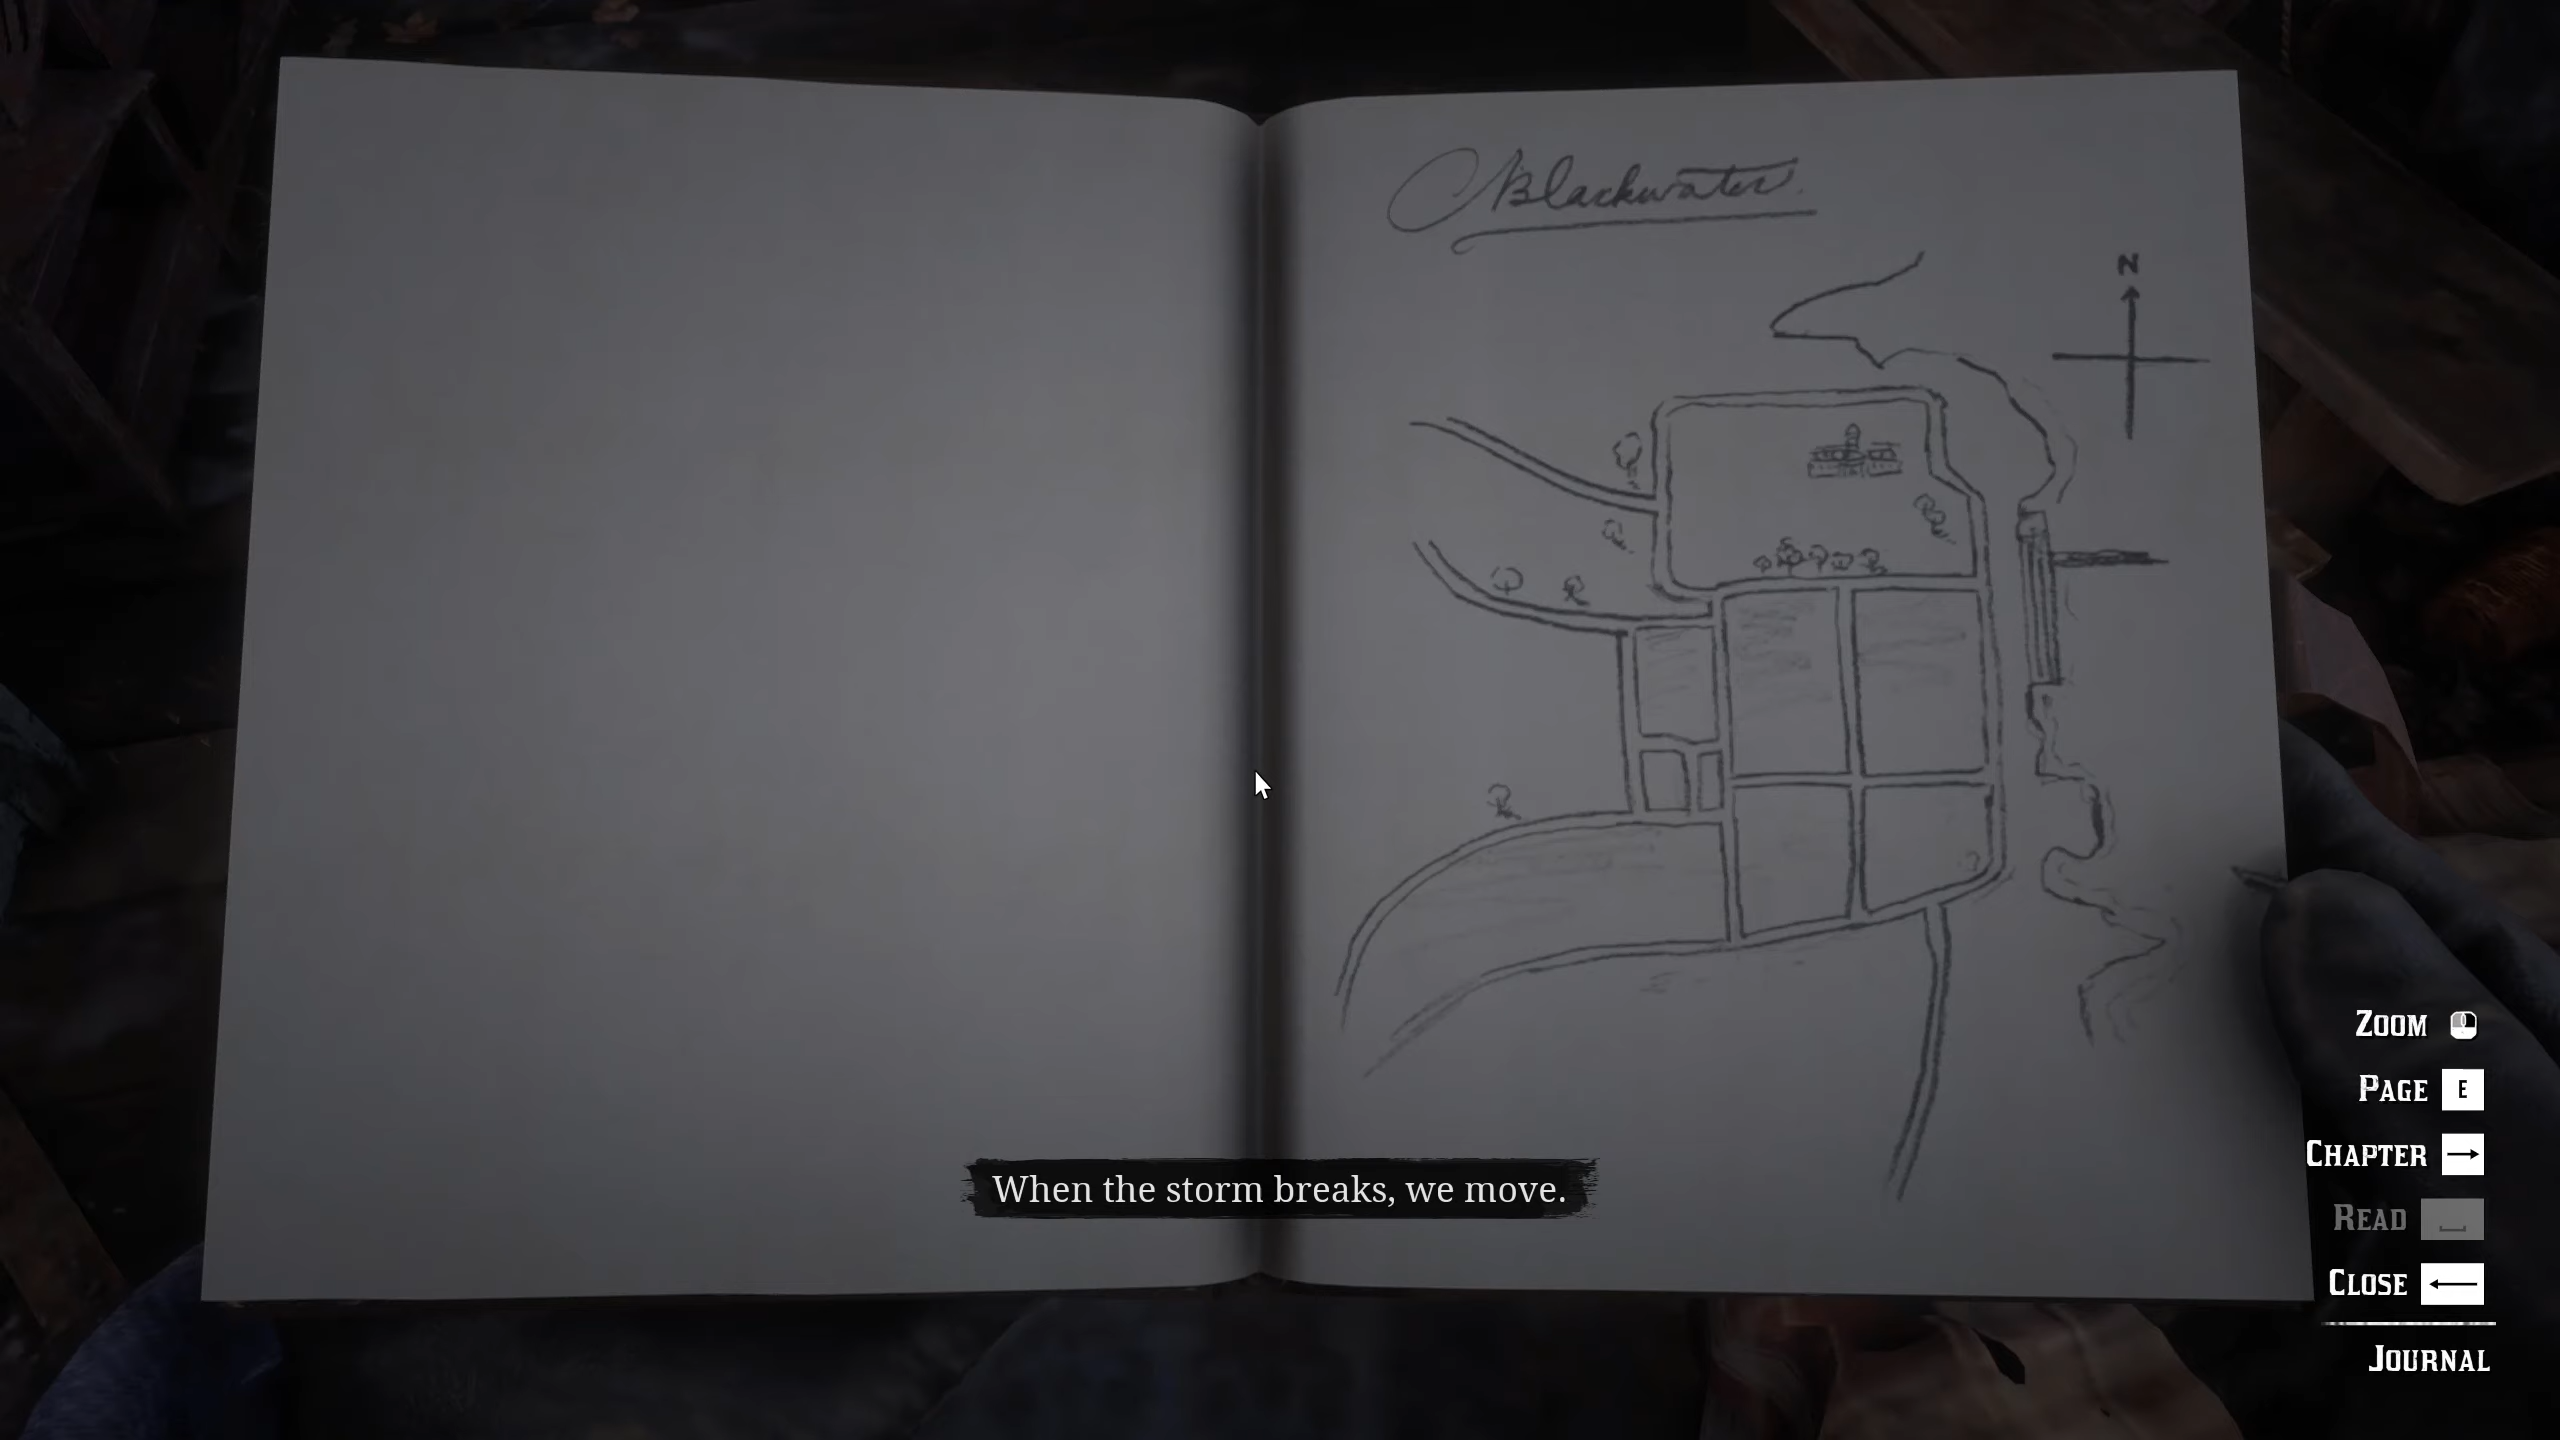 Blackwater.
N
When the storm breaks, we move.
ZOOM
PAGE E
CHAPTER →
READ
CLOSE ←
JOURNAL